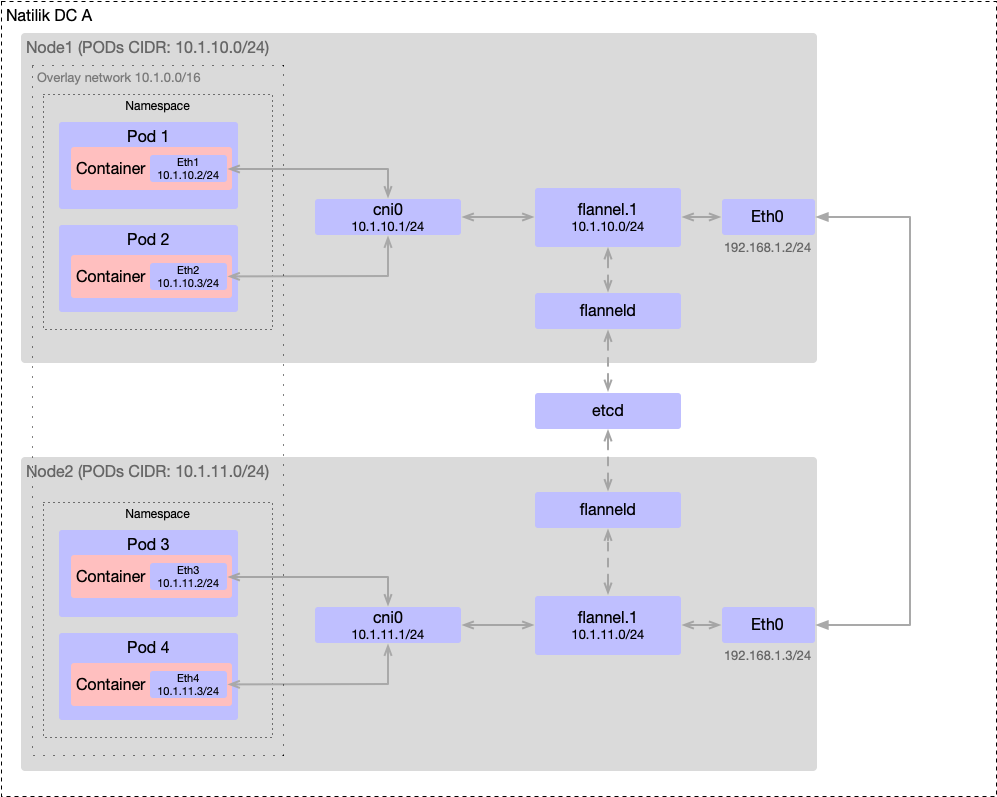 Natilik DC A
Node1 (PODs CIDR: 10.1.10.0/24)
Overlay network 10.1.0.0/16
Namespace
Pod 1
Container
Eth1
10.1.10.2/24
Pod 2
Container
Eth2
10.1.10.3/24
cni0
10.1.10.1/24
flannel.1
10.1.10.0/24
Eth0
192.168.1.2/24
flanneld
etcd
Node2 (PODs CIDR: 10.1.11.0/24)
Namespace
Pod 3
Container
Eth3
10.1.11.2/24
Pod 4
Container
Eth4
10.1.11.3/24
cni0
10.1.11.1/24
flanneld
flannel.1
10.1.11.0/24
Eth0
192.168.1.3/24